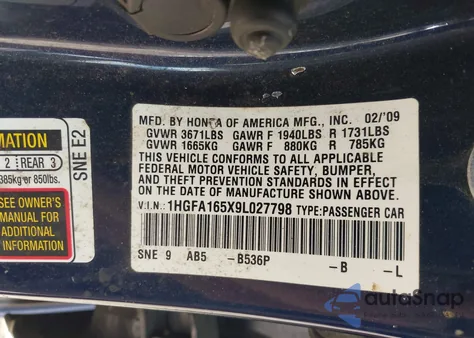 MATION
2 REAR 3
385kg or 850lbs.
SEE OWNER'S
MANUAL FOR
ADDITIONAL
INFORMATION
SNE E2
MFD. BY HONDA OF AMERICA MFG., INC. 02/'09
GVWR 3671LBS GAWR F 1940LBS R 1731LBS
GVWR 1665KG GAWR F 880KG R 785KG
THIS VEHICLE CONFORMS TO ALL APPLICABLE
FEDERAL MOTOR VEHICLE SAFETY, BUMPER,
AND THEFT PREVENTION STANDARDS IN EFFECT
ON THE DATE OF MANUFACTURE SHOWN ABOVE.
V:I.N: 1HGFA165X9L027798 TYPE:PASSENGER CAR
SNE 9 AB5 -B536P -B -L
autoSnap